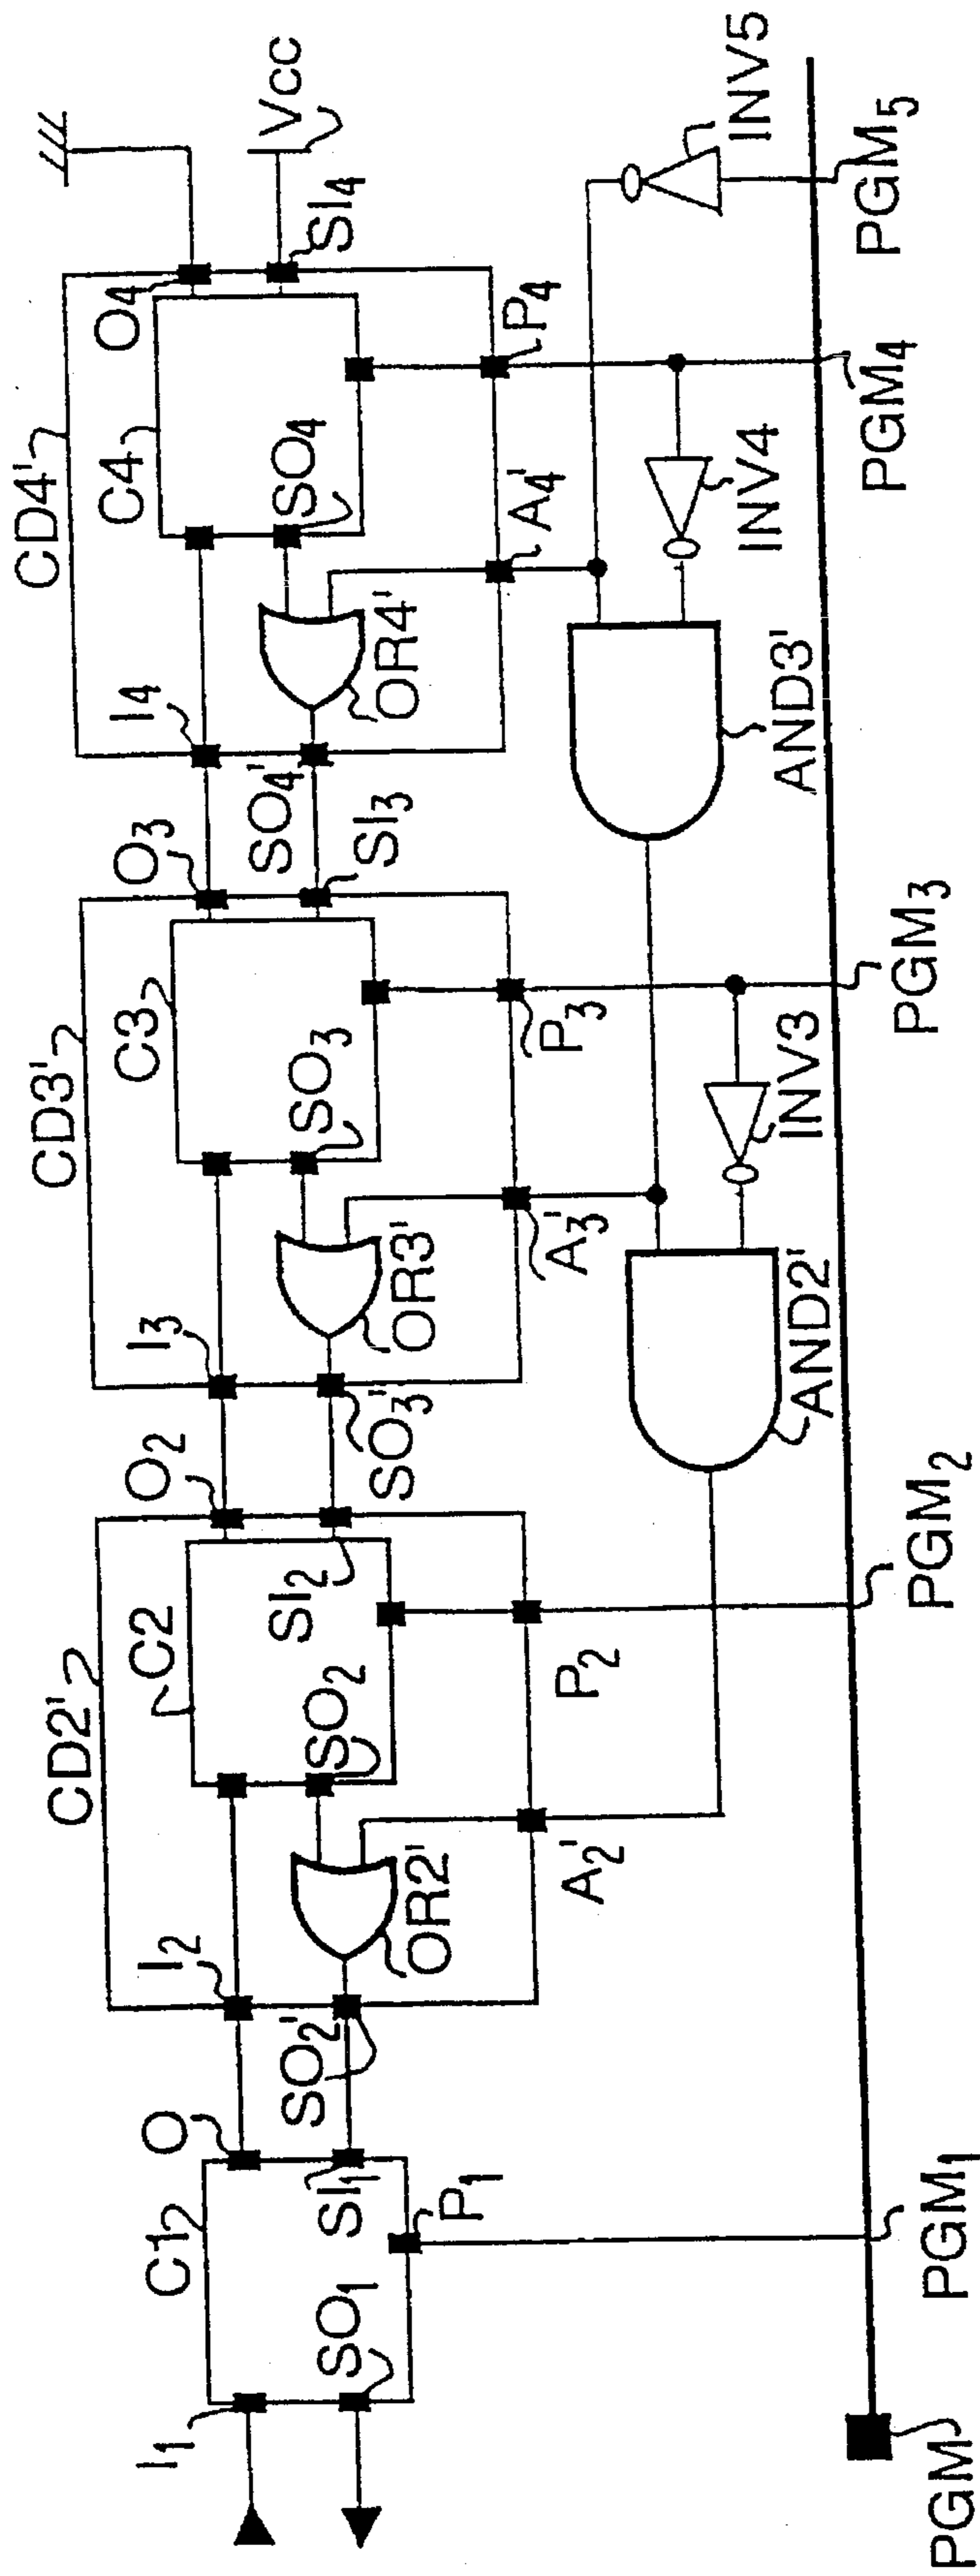 CD4'
CD3'
CD2'
C4
O4
Vcc
C3
O3
I4
SO4
SI4
C2
O2
I3
SO3
SO4'
SI3
OR4'
A4'
P4
INV5
C1
O
I2
SO2
SI2
SO3'
OR3'
A3'
P3
INV4
I1
SO1
SI1
P1
SO2'
OR2'
A2'
P2
AND2'
INV3
AND3'
PGM
PGM1
PGM2
PGM3
PGM4
PGM5